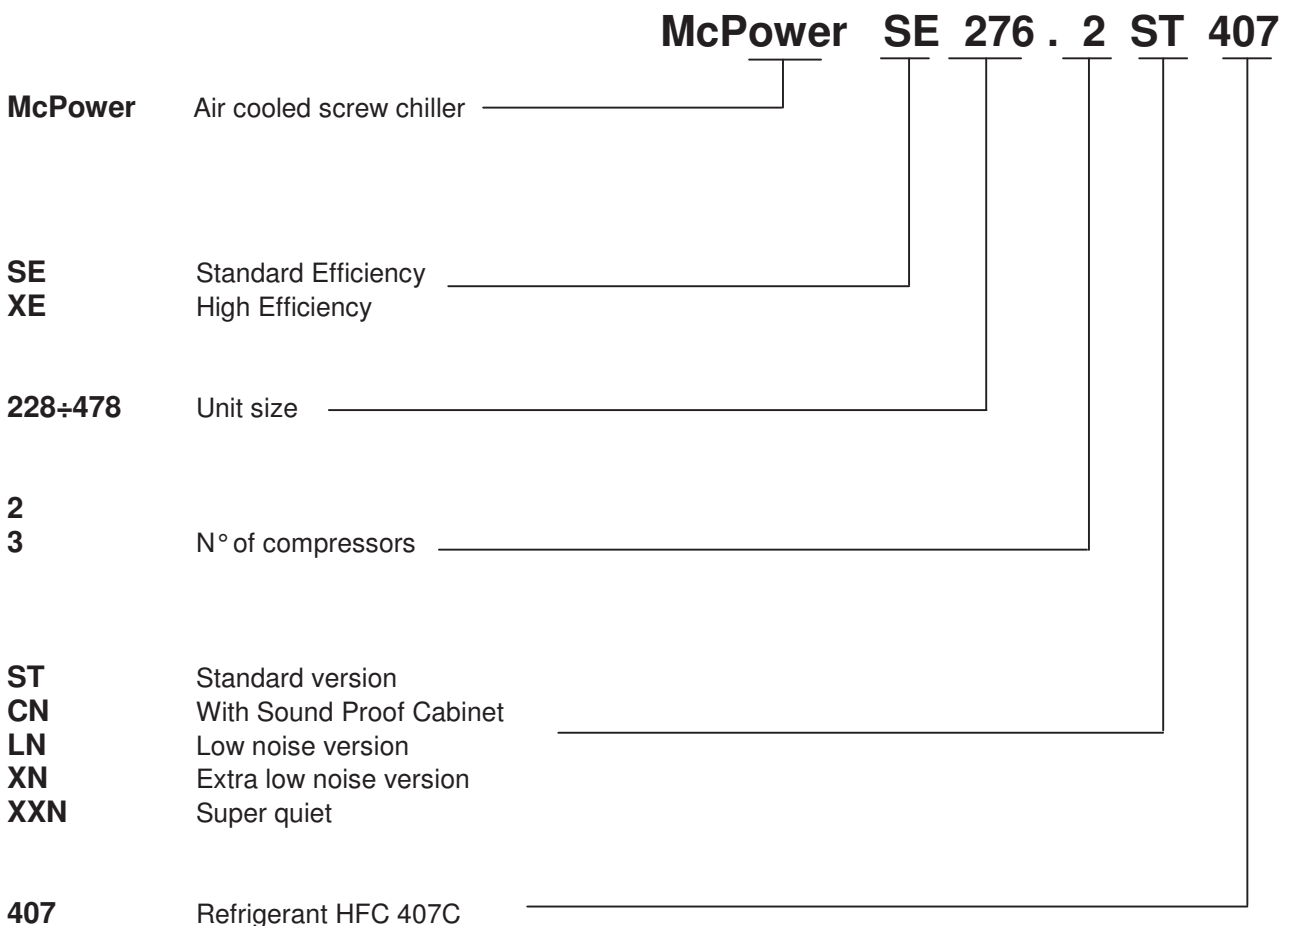 McPower SE 276 . 2 ST 407
McPower Air cooled screw chiller
SE Standard Efficiency
XE High Efficiency
228÷478 Unit size
2
3 N° of compressors
ST Standard version
CN With Sound Proof Cabinet
LN Low noise version
XN Extra low noise version
XXN Super quiet
407 Refrigerant HFC 407C